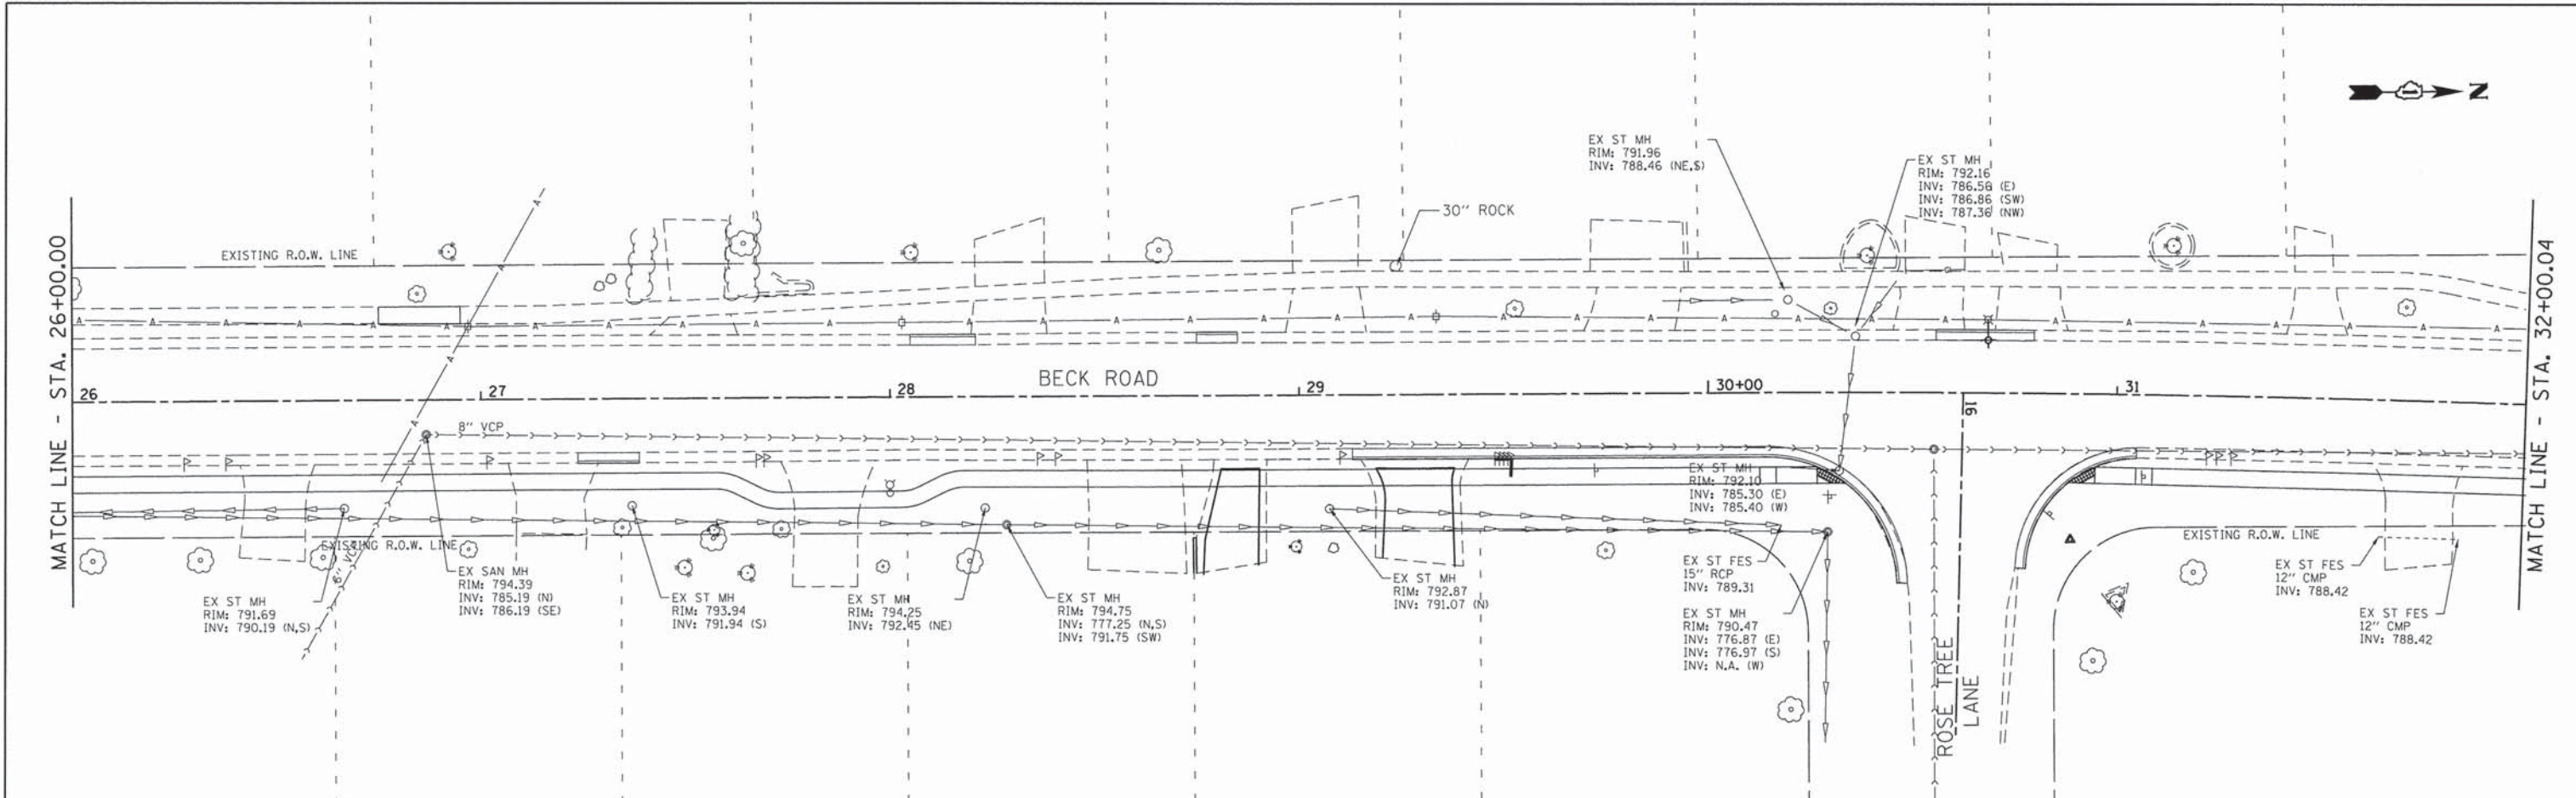 N
EX ST MH
RIM: 791.96
INV: 788.46 (NE,S)
EX ST MH
RIM: 792.16
INV: 786.56 (E)
INV: 786.86 (SW)
INV: 787.36 (NW)
30" ROCK
EXISTING R.O.W. LINE
MATCH LINE - STA. 26+00.00
MATCH LINE - STA. 32+00.04
A A A A A A A A A A A A A A A A A A A A A A A A A A A A A A A
BECK ROAD
26
27
28
29
30+00
31
16
8" VCP
8" VCP
EXISTING R.O.W. LINE
EX ST MH
RIM: 792.10
INV: 785.30 (E)
INV: 785.40 (W)
EXISTING R.O.W. LINE
EX ST MH
RIM: 791.69
INV: 790.19 (N,S)
EX SAN MH
RIM: 794.39
INV: 785.19 (N)
INV: 786.19 (SE)
EX ST MH
RIM: 793.94
INV: 791.94 (S)
EX ST MH
RIM: 794.25
INV: 792.45 (NE)
EX ST MH
RIM: 794.75
INV: 777.25 (N,S)
INV: 791.75 (SW)
EX ST MH
RIM: 792.87
INV: 791.07 (N)
EX ST FES
15" RCP
INV: 789.31
EX ST MH
RIM: 790.47
INV: 776.87 (E)
INV: 776.97 (S)
INV: N.A. (W)
EX ST FES
12" CMP
INV: 788.42
EX ST FES
12" CMP
INV: 788.42
ROSE TREE
LANE